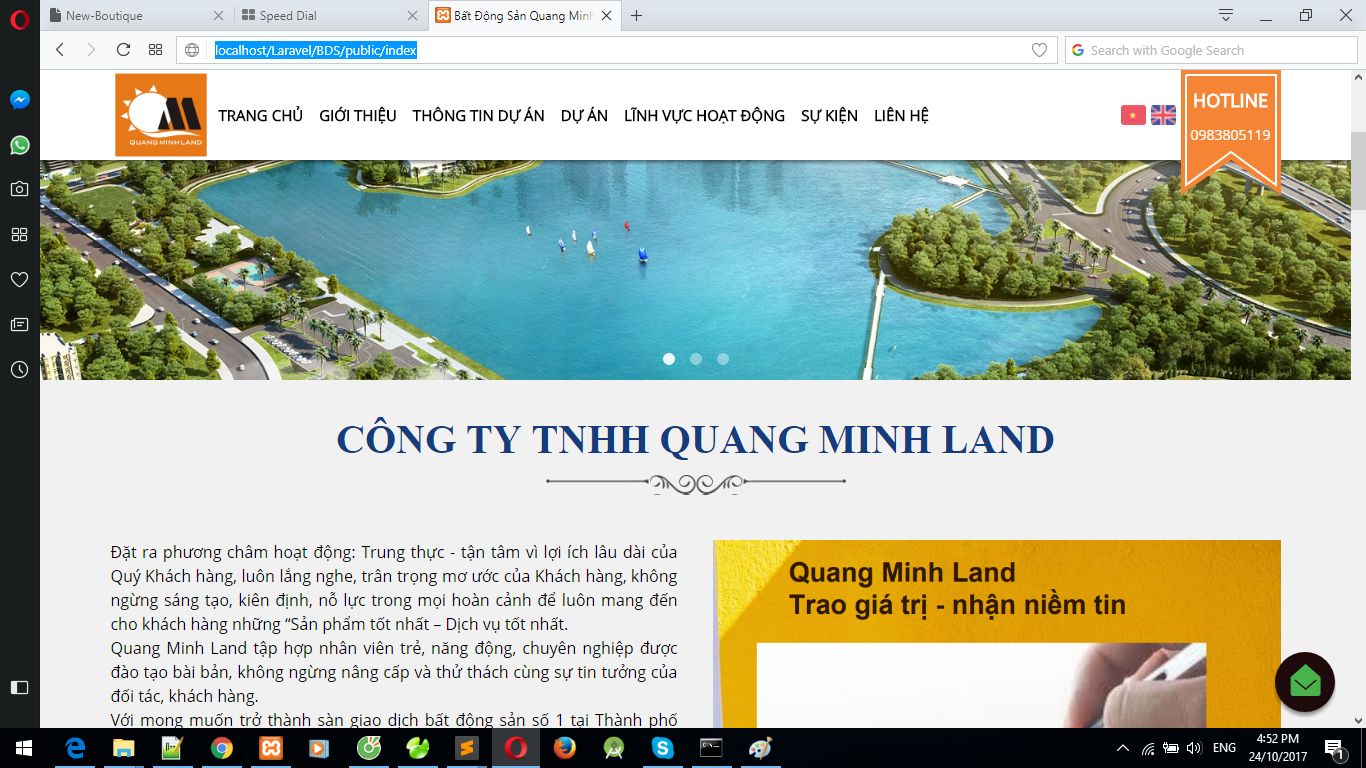 New-Boutique
Speed Dial
Bất Động Sản Quang Minh
localhost/Laravel/BDS/public/index
Search with Google Search
QUANGMINHLAND
TRANG CHỦ
GIỚI THIỆU
THÔNG TIN DỰ ÁN
DỰ ÁN
LĨNH VỰC HOẠT ĐỘNG
SỰ KIỆN
LIÊN HỆ
HOTLINE
0983805119
CÔNG TY TNHH QUANG MINH LAND
Đặt ra phương châm hoạt động: Trung thực - tận tâm vì lợi ích lâu dài của
Quý Khách hàng, luôn lắng nghe, trân trọng mơ ước của Khách hàng, không
ngừng sáng tạo, kiên định, nỗ lực trong mọi hoàn cảnh để luôn mang đến
cho khách hàng những “Sản phẩm tốt nhất – Dịch vụ tốt nhất.
Quang Minh Land tập hợp nhân viên trẻ, năng động, chuyên nghiệp được
đào tạo bài bản, không ngừng nâng cấp và thử thách cùng sự tin tưởng của
đối tác, khách hàng.
Với mong muốn trở thành sàn giao dịch bất động sản số 1 tại Thành phố
Quang Minh Land
Trao giá trị - nhận niềm tin
ENG
4:52 PM
24/10/2017
1